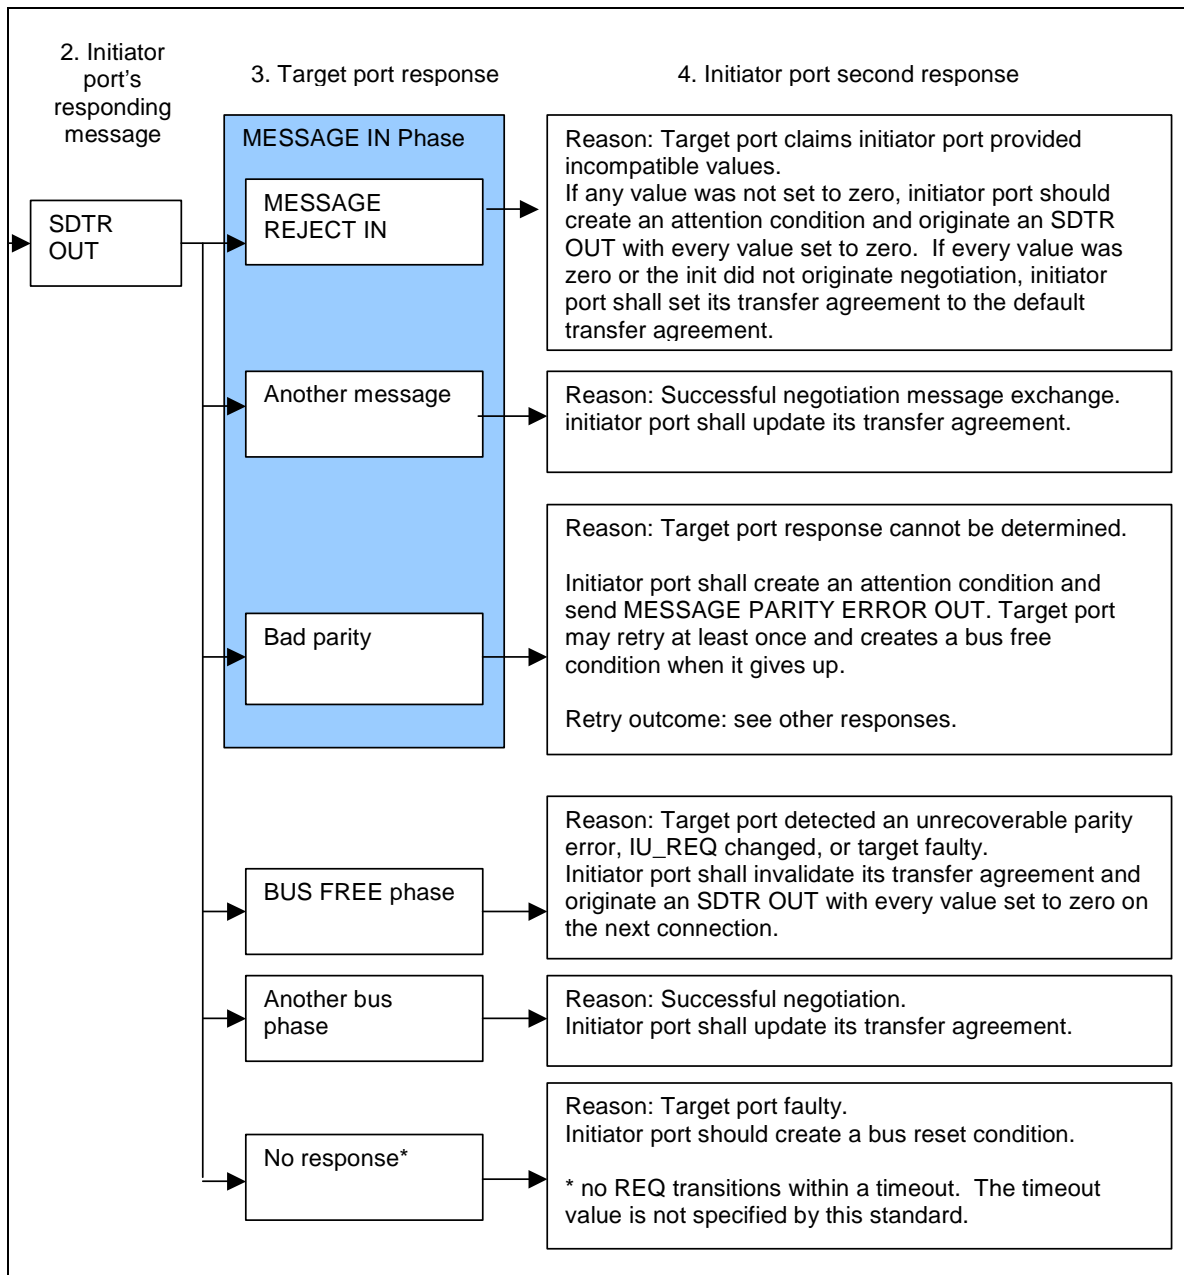 2. Initiator
port's
responding
message
3. Target port response
4. Initiator port second response
SDTR
OUT
MESSAGE IN Phase
MESSAGE
REJECT IN
Reason: Target port claims initiator port provided
incompatible values.
If any value was not set to zero, initiator port should
create an attention condition and originate an SDTR
OUT with every value set to zero.  If every value was
zero or the init did not originate negotiation, initiator
port shall set its transfer agreement to the default
transfer agreement.
Another message
Reason: Successful negotiation message exchange.
initiator port shall update its transfer agreement.
Bad parity
Reason: Target port response cannot be determined.
Initiator port shall create an attention condition and
send MESSAGE PARITY ERROR OUT. Target port
may retry at least once and creates a bus free
condition when it gives up.
Retry outcome: see other responses.
BUS FREE phase
Reason: Target port detected an unrecoverable parity
error, IU_REQ changed, or target faulty.
Initiator port shall invalidate its transfer agreement and
originate an SDTR OUT with every value set to zero on
the next connection.
Another bus
phase
Reason: Successful negotiation.
Initiator port shall update its transfer agreement.
No response*
Reason: Target port faulty.
Initiator port should create a bus reset condition.
* no REQ transitions within a timeout.  The timeout
value is not specified by this standard.